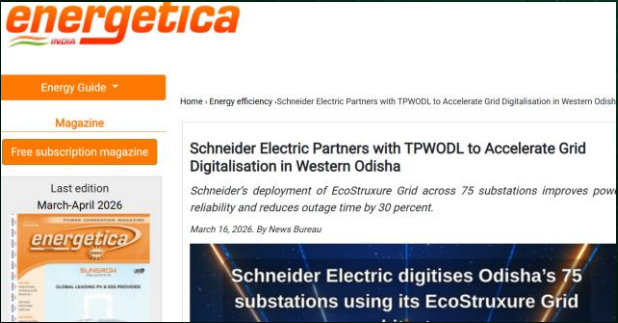 energetica
INDIA
Energy Guide
Home › Energy efficiency ›Schneider Electric Partners with TPWODL to Accelerate Grid Digitalisation in Western Odish
Magazine
Free subscription magazine
Last edition
March-April 2026
POWER GENERATION MAGAZINE
energetica
SUNGROW
GLOBAL LEADING PV & ESS PROVIDER
Schneider Electric Partners with TPWODL to Accelerate Grid
Digitalisation in Western Odisha
Schneider's deployment of EcoStruxure Grid across 75 substations improves powe
reliability and reduces outage time by 30 percent.
March 16, 2026. By News Bureau
Schneider Electric digitises Odisha's 75
substations using its EcoStruxure Grid